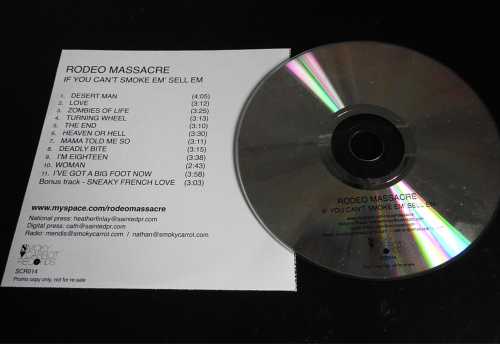 RODEO MASSACRE
IF YOU CAN'T SMOKE EM' SELL EM
1. DESERT MAN (4:05)
2. LOVE (3:12)
3. ZOMBIES OF LIFE (3:25)
4. TURNING WHEEL (3:13)
5. THE END (3:10)
6. HEAVEN OR HELL (3:30)
7. MAMA TOLD ME SO (3:11)
8. DEADLY BITE (3:15)
9. I'M EIGHTEEN (3:38)
10. WOMAN (2:43)
11. I'VE GOT A BIG FOOT NOW (3:58)
Bonus track - SNEAKY FRENCH LOVE (3:03)
www.myspace.com/rodeomassacre
National press: heatherfinlay@saintedpr.com
Digital press: cath@saintedpr.com
Radio: mendis@smokycarrot.com / nathan@smokycarrot.com
SMOKY
CARROT
RECORDS
SCR014
Promo copy only, not for re-sale
RODEO MASSACRE
IF YOU CAN'T SMOKE EM' SELL EM